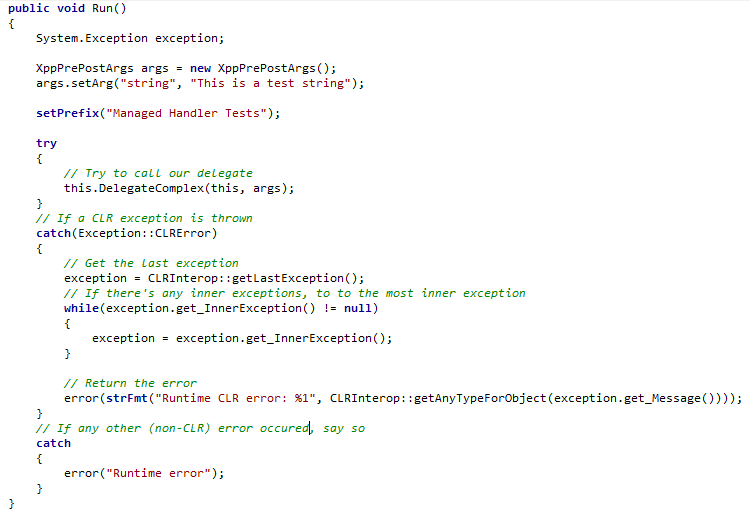 public void Run()
{
    System.Exception exception;

    XppPrePostArgs args = new XppPrePostArgs();
    args.setArg("string", "This is a test string");

    setPrefix("Managed Handler Tests");

    try
    {
        // Try to call our delegate
        this.DelegateComplex(this, args);
    }
    // If a CLR exception is thrown
    catch(Exception::CLRError)
    {
        // Get the last exception
        exception = CLRInterop::getLastException();
        // If there's any inner exceptions, to to the most inner exception
        while(exception.get_InnerException() != null)
        {
            exception = exception.get_InnerException();
        }

        // Return the error
        error(strFmt("Runtime CLR error: %1", CLRInterop::getAnyTypeForObject(exception.get_Message())));
    }
    // If any other (non-CLR) error occured, say so
    catch
    {
        error("Runtime error");
    }
}